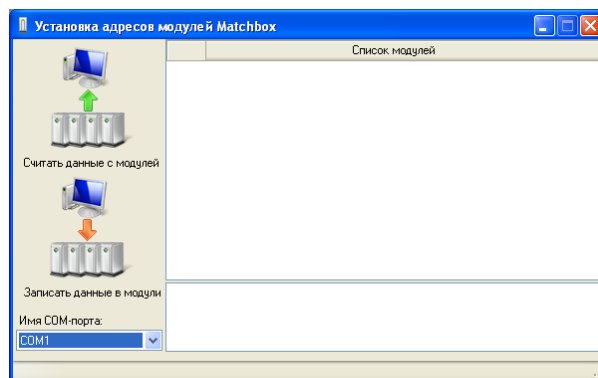 Установка адресов модулей Matchbox
Список модулей
Считать данные с модулей
Записать данные в модули
Имя COM-порта:
COM1